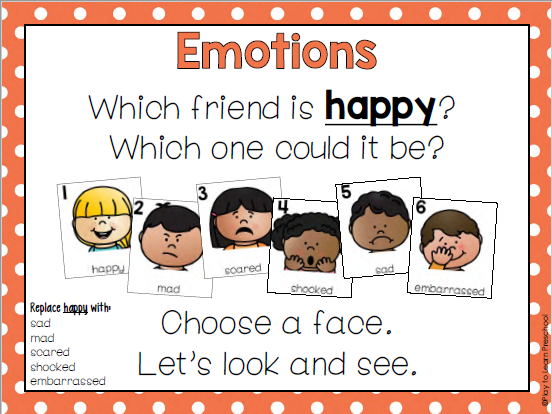 Emotions
Which friend is happy?
Which one could it be?
1
happy
2
mad
3
scared
4
shocked
5
sad
6
embarrassed
Replace happy with:
sad
mad
scared
shocked
embarrassed
Choose a face.
Let's look and see.
©Play to Learn Preschool